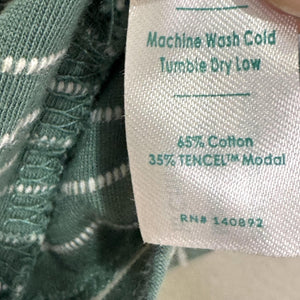 Machine Wash Cold
Tumble Dry Low
65% Cotton
35% TENCEL™ Modal
RN# 140892